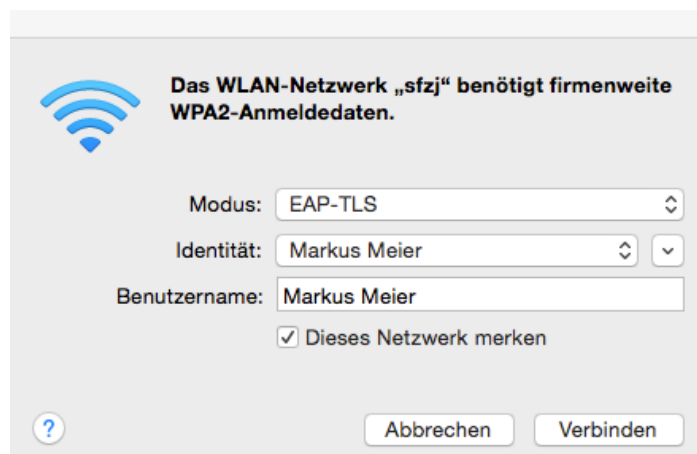 Das WLAN-Netzwerk „sfzj“ benötigt firmenweite
WPA2-Anmeldedaten.
Modus: EAP-TLS
Identität: Markus Meier
Benutzername: Markus Meier
Dieses Netzwerk merken
? Abbrechen Verbinden